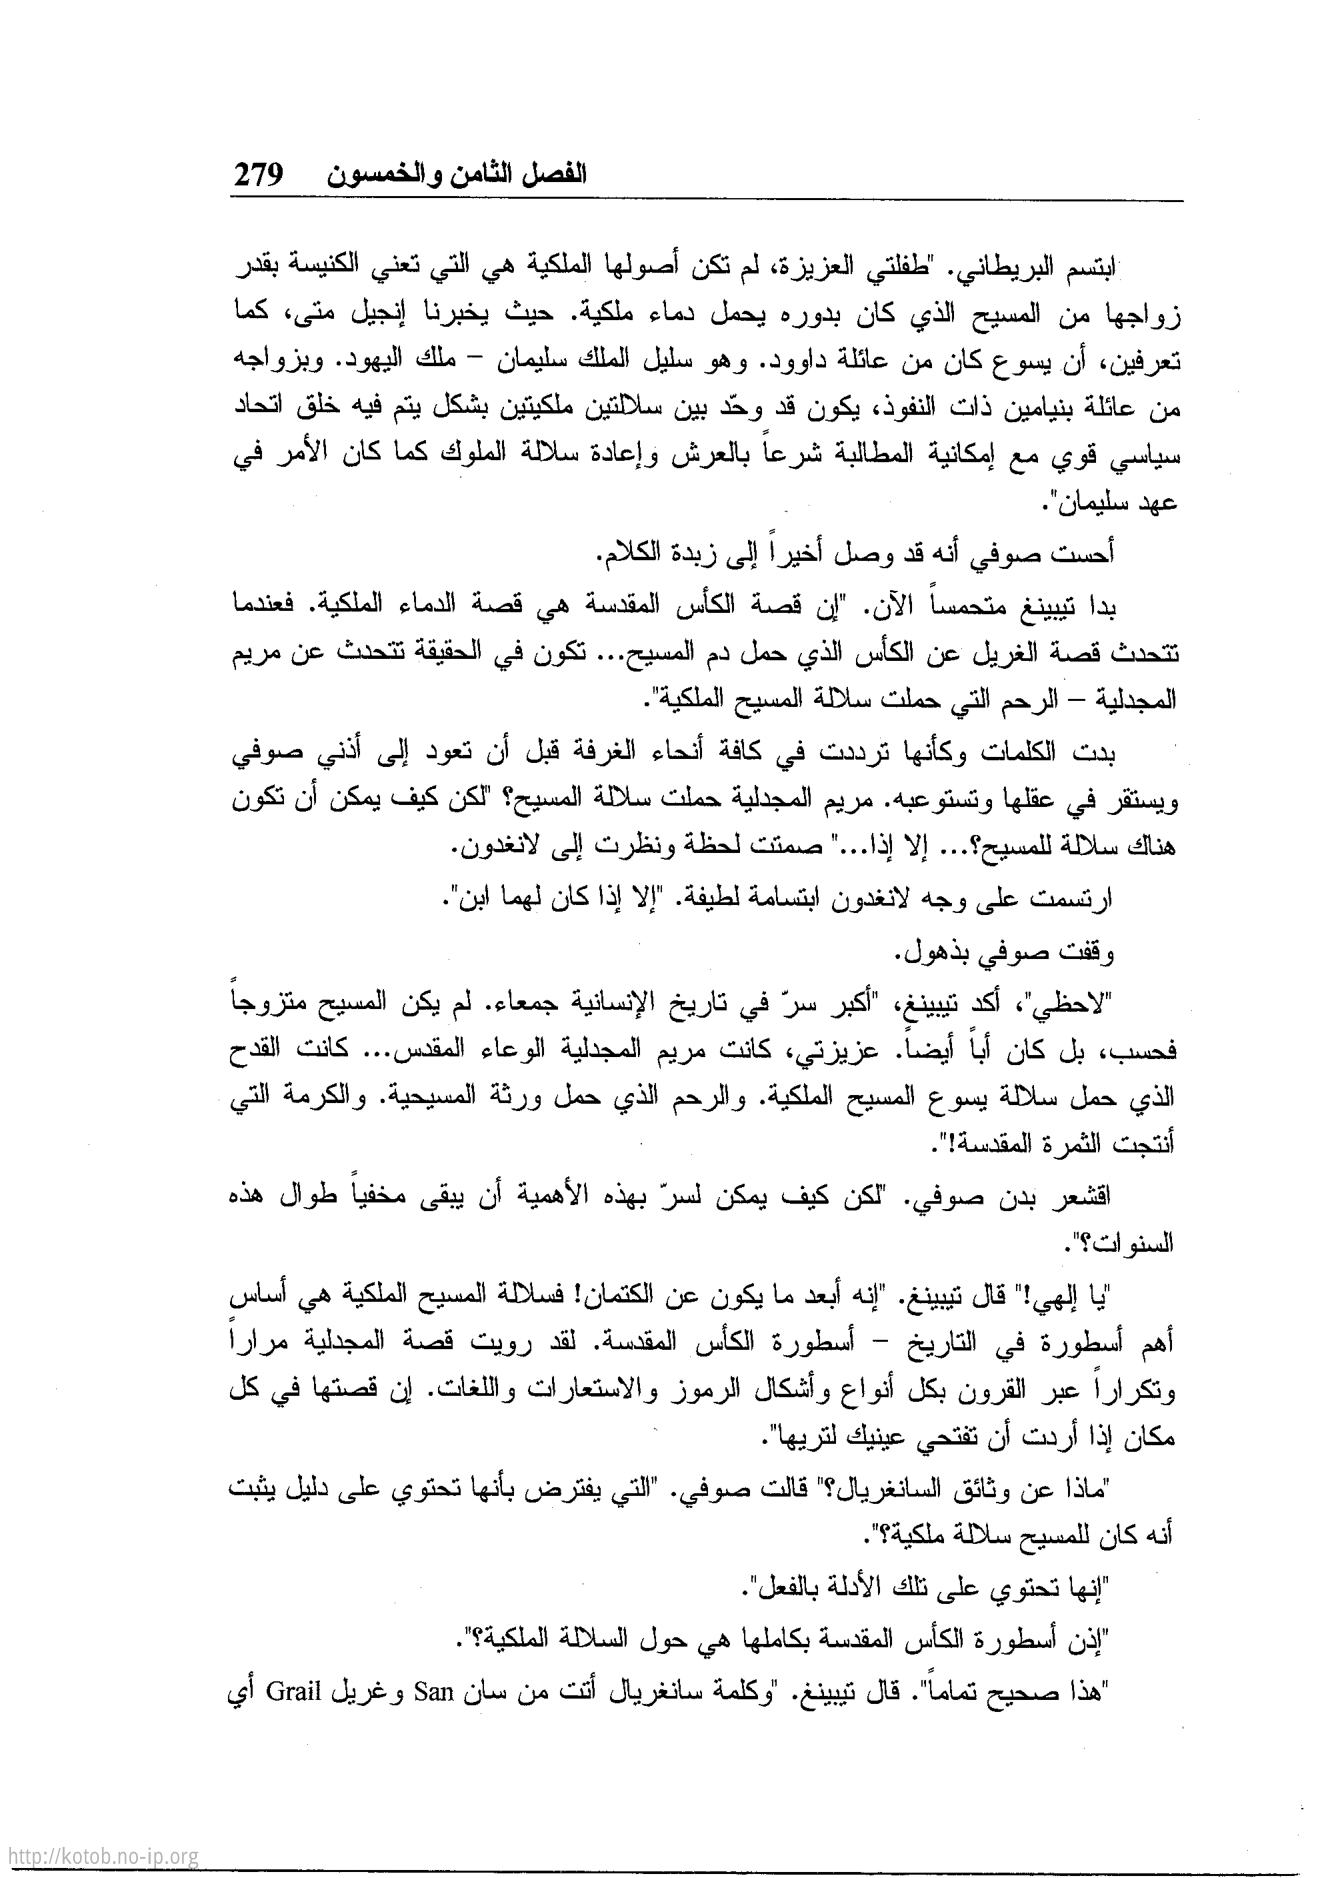 الفصل الثامن والخمسون 279
ابتسم البريطاني. "طفلتي العزيزة، لم تكن أصولها الملكية هي التي تعني الكنيسة بقدر
زواجها من المسيح الذي كان بدوره يحمل دماء ملكية. حيث يخبرنا إنجيل متى، كما
تعرفين، أن يسوع كان من عائلة داوود. وهو سليل الملك سليمان – ملك اليهود. وبزواجه
من عائلة بنيامين ذات النفوذ، يكون قد وحّد بين سلالتين ملكيتين بشكل يتم فيه خلق اتحاد
سياسي قوي مع إمكانية المطالبة شرعاً بالعرش وإعادة سلالة الملوك كما كان الأمر في
عهد سليمان".
أحست صوفي أنه قد وصل أخيراً إلى زبدة الكلام.
بدا تيبينغ متحمساً الآن. "إن قصة الكأس المقدسة هي قصة الدماء الملكية. فعندما
تتحدث قصة الغريل عن الكأس الذي حمل دم المسيح... تكون في الحقيقة تتحدث عن مريم
المجدلية – الرحم التي حملت سلالة المسيح الملكية".
بدت الكلمات وكأنها ترددت في كافة أنحاء الغرفة قبل أن تعود إلى أذني صوفي
ويستقر في عقلها وتستوعبه. مريم المجدلية حملت سلالة المسيح؟ "لكن كيف يمكن أن تكون
هناك سلالة للمسيح؟... إلا إذا..." صمتت لحظة ونظرت إلى لانغدون.
ارتسمت على وجه لانغدون ابتسامة لطيفة. "إلا إذا كان لهما ابن".
وقفت صوفي بذهول.
"لاحظي"، أكد تيبينغ، "أكبر سرّ في تاريخ الإنسانية جمعاء. لم يكن المسيح متزوجاً
فحسب، بل كان أباً أيضاً. عزيزتي، كانت مريم المجدلية الوعاء المقدس... كانت القدح
الذي حمل سلالة يسوع المسيح الملكية. والرحم الذي حمل ورثة المسيحية. والكرمة التي
أنتجت الثمرة المقدسة!".
اقشعر بدن صوفي. "لكن كيف يمكن لسرّ بهذه الأهمية أن يبقى مخفياً طوال هذه
السنوات؟".
"يا إلهي!" قال تيبينغ. "إنه أبعد ما يكون عن الكتمان! فسلالة المسيح الملكية هي أساس
أهم أسطورة في التاريخ – أسطورة الكأس المقدسة. لقد رويت قصة المجدلية مراراً
وتكراراً عبر القرون بكل أنواع وأشكال الرموز والاستعارات واللغات. إن قصتها في كل
مكان إذا أردت أن تفتحي عينيك لتريها".
"ماذا عن وثائق السانغريال؟" قالت صوفي. "التي يفترض بأنها تحتوي على دليل يثبت
أنه كان للمسيح سلالة ملكية؟".
"إنها تحتوي على تلك الأدلة بالفعل".
"إذن أسطورة الكأس المقدسة بكاملها هي حول السلالة الملكية؟".
"هذا صحيح تماماً". قال تيبينغ. "وكلمة سانغريال أتت من سان San وغريل Grail أي
http://kotob.no-ip.org